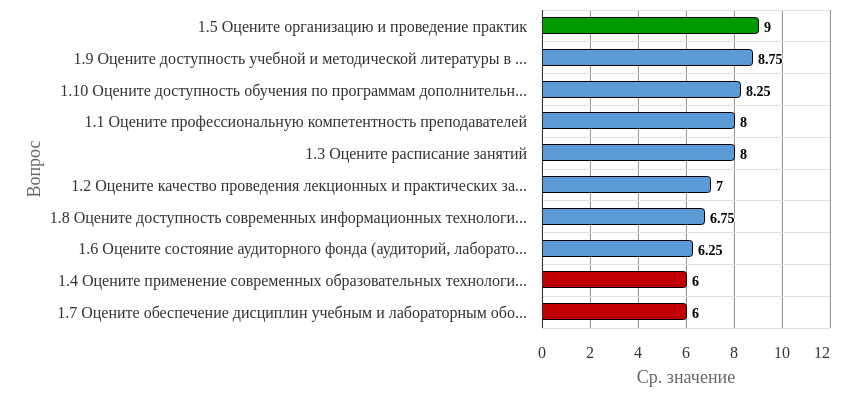 1.5 Оцените организацию и проведение практик
9
1.9 Оцените доступность учебной и методической литературы в ...
8.75
1.10 Оцените доступность обучения по программам дополнительн...
8.25
1.1 Оцените профессиональную компетентность преподавателей
8
1.3 Оцените расписание занятий
8
1.2 Оцените качество проведения лекционных и практических за...
7
1.8 Оцените доступность современных информационных технологи...
6.75
1.6 Оцените состояние аудиторного фонда (аудиторий, лаборато...
6.25
1.4 Оцените применение современных образовательных технологи...
6
1.7 Оцените обеспечение дисциплин учебным и лабораторным обо...
6
Вопрос
0 2 4 6 8 10 12
Ср. значение